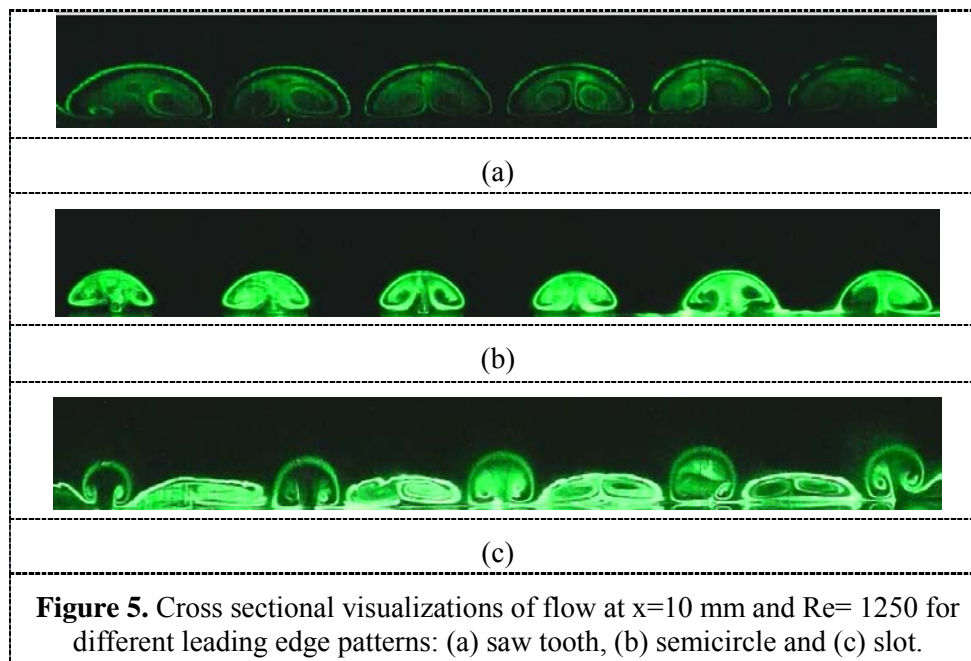 (a)
(b)
(c)
Figure 5. Cross sectional visualizations of flow at x=10 mm and Re= 1250 for
different leading edge patterns: (a) saw tooth, (b) semicircle and (c) slot.